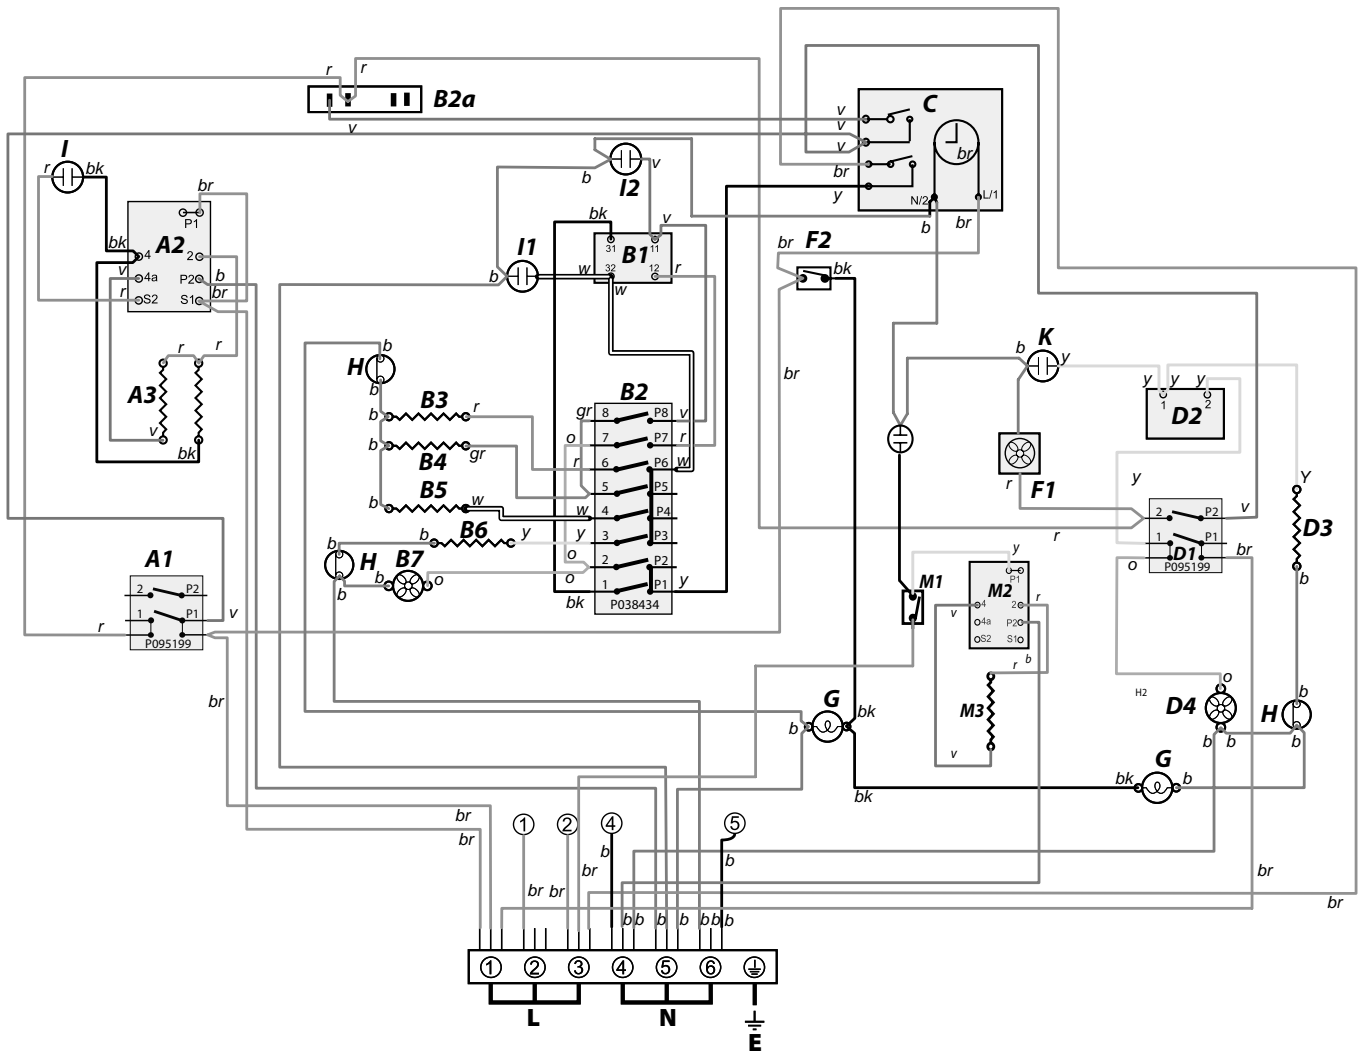 r
r
B2a
v
C
v
v
v
br
y
br
N/2
L/1
b
br
I
r
bk
br
P1
A2
bk
4
2
v
4a
P2
b
r
S2
S1
br
r
r
A3
v
bk
I2
b
v
bk
v
31
11
B1
I1
b
w
32
12
r
w
F2
br
bk
br
K
b
y
y
y
y
1
2
D2
H
b
b
B3
b
r
B4
b
gr
B5
b
w
w
B6
b
y
y
B2
gr
8
P8
v
o
7
P7
r
r
6
P6
w
5
P5
4
P4
3
P3
2
P2
1
P1
y
o
o
bk
P038434
H
b
b
B7
b
o
F1
r
y
r
2
P2
v
1
P1
br
D1
P095199
o
Y
D3
b
A1
2
P2
1
P1
v
r
P095199
br
M1
y
P1
M2
v
4
2
r
4a
P2
S2
S1
b
r
M3
v
H2
o
D4
b
b
b
H
b
G
b
bk
bk
G
bk
b
br
br
1
2
4
5
br
br
br
b
b
br
br
b
b
b
b
b
b
b
1
2
3
4
5
6
L
N
E